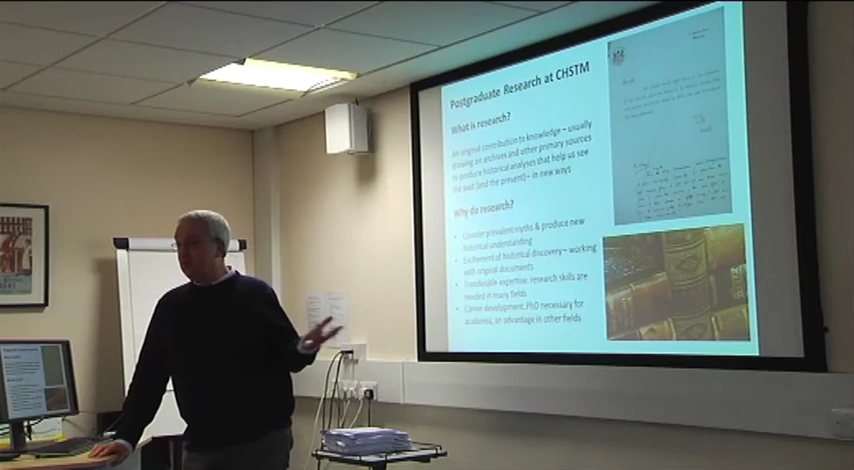 Postgraduate Research at CHSTM
What is research?
An original contribution to knowledge – usually
drawing on archives and other primary sources
to produce historical analyses that help us see
the past (and the present) – in new ways
Why do research?
• Counter prevalent myths & produce new
historical understanding
• Excitement of historical discovery – working
with original documents
• Transferable expertise: research skills are
needed in many fields
• Career development: PhD necessary for
academia, an advantage in other fields